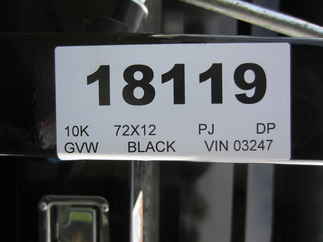 18119
10K 72X12 PJ DP
GVW BLACK VIN 03247